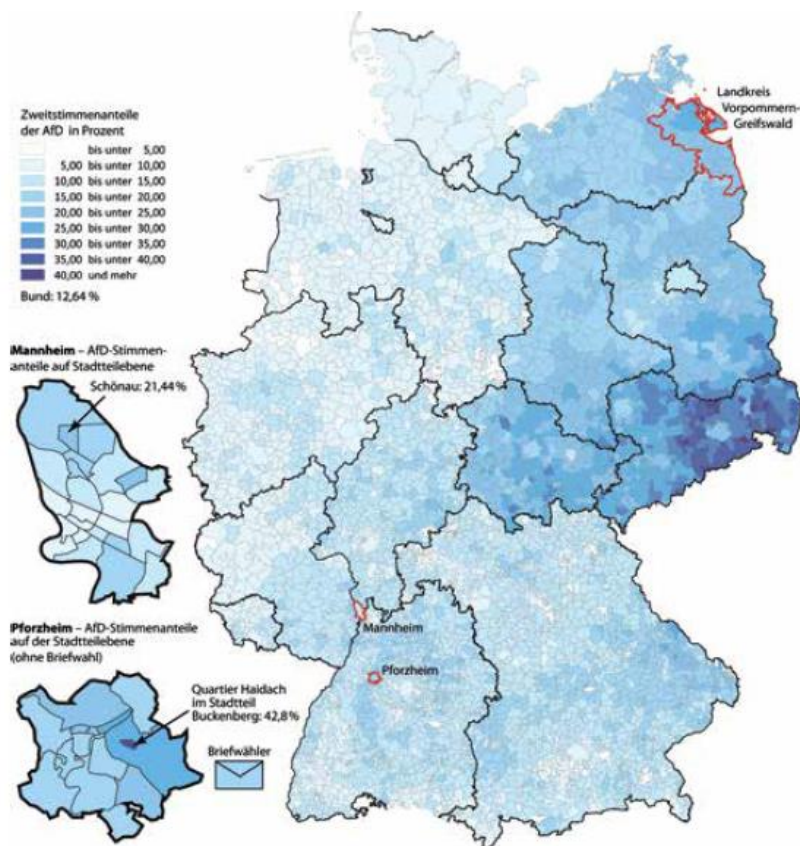 Landkreis
Vorpommern-
Greifswald
Zweitstimmenanteile
der AfD in Prozent
bis unter 5,00
5,00 bis unter 10,00
10,00 bis unter 15,00
15,00 bis unter 20,00
20,00 bis unter 25,00
25,00 bis unter 30,00
30,00 bis unter 35,00
35,00 bis unter 40,00
40,00 und mehr
Bund: 12,64 %
Mannheim – AfD-Stimmen-
anteile auf Stadtteilebene
Schönau: 21,44 %
Mannheim
Pforzheim
Pforzheim – AfD-Stimmenanteile
auf der Stadtteilebene
(ohne Briefwahl)
Quartier Haidach
im Stadtteil
Buckenberg: 42,8 %
Briefwähler